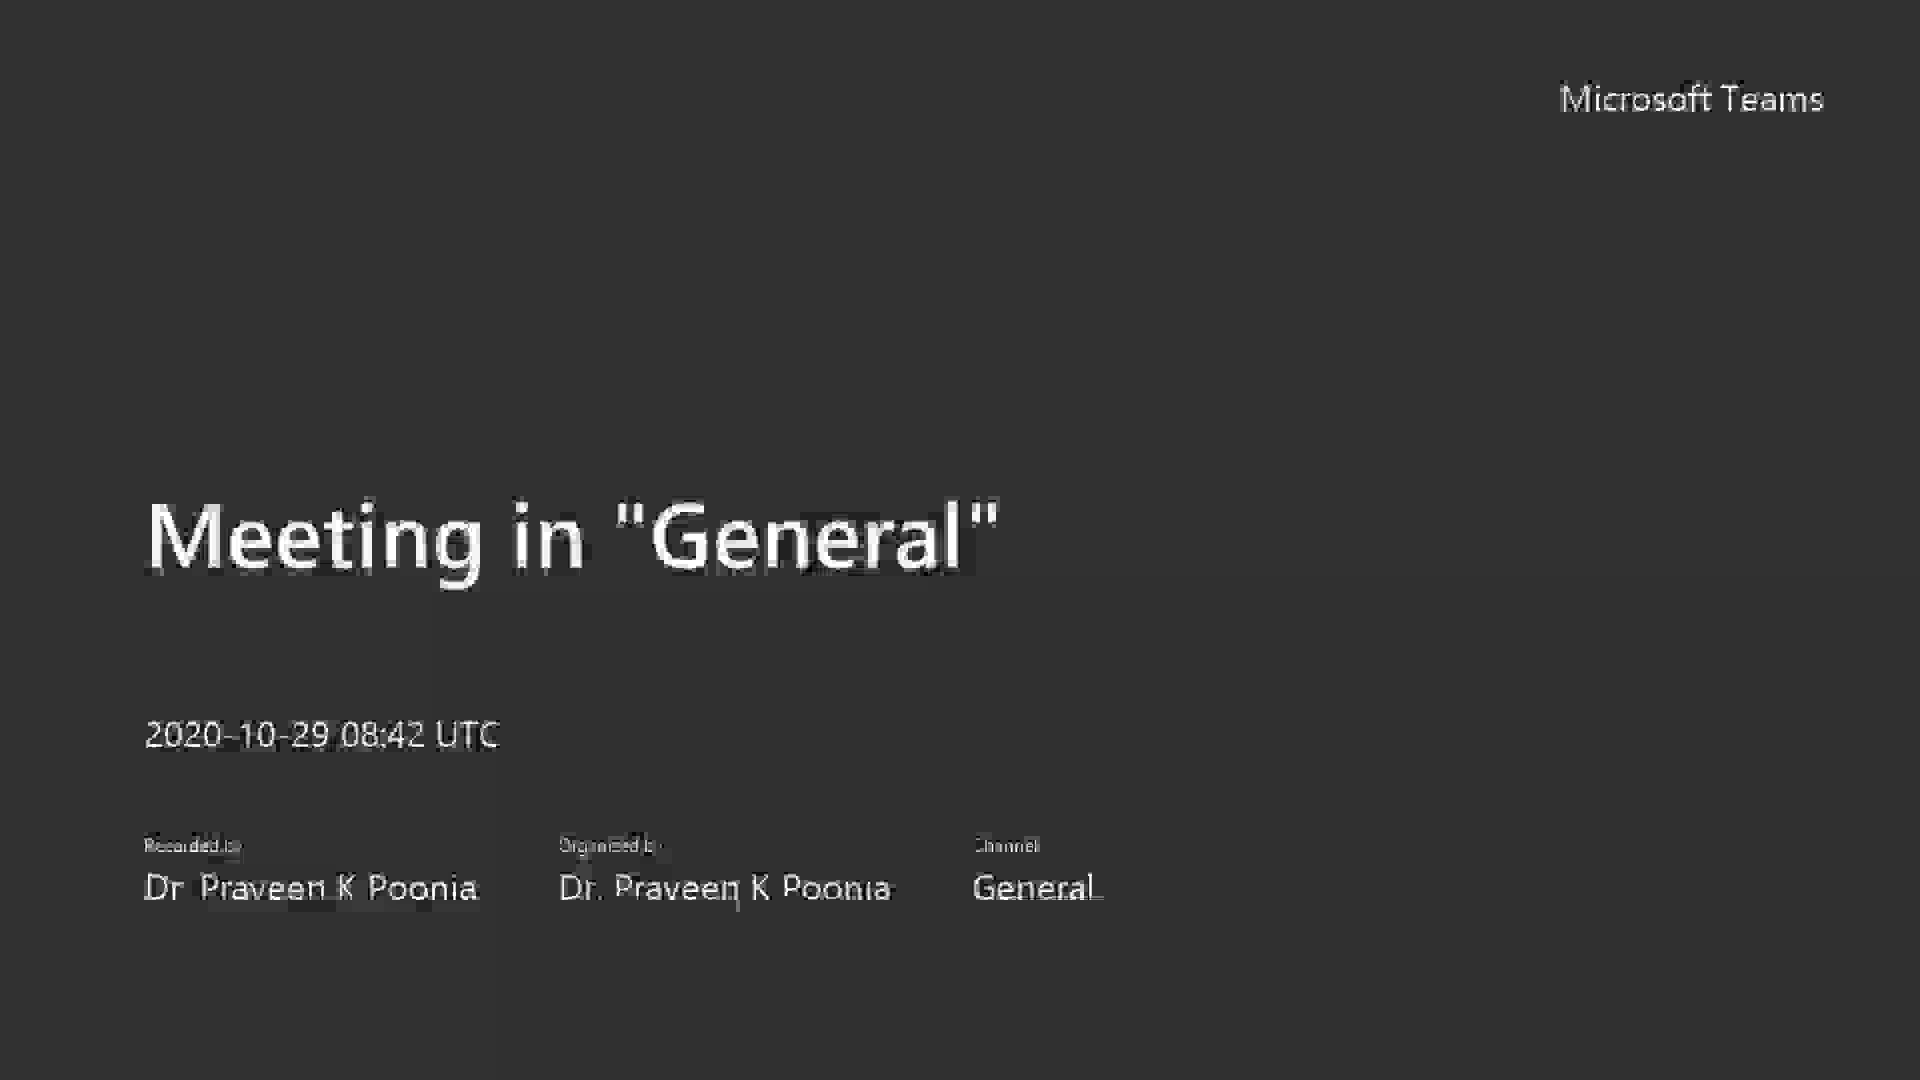 Microsoft Teams
Meeting in "General"
2020-10-29 08:42 UTC
Recorded by
Organized by
Channel
Dr. Praveen K Poonia
Dr. Praveen K Poonia
General